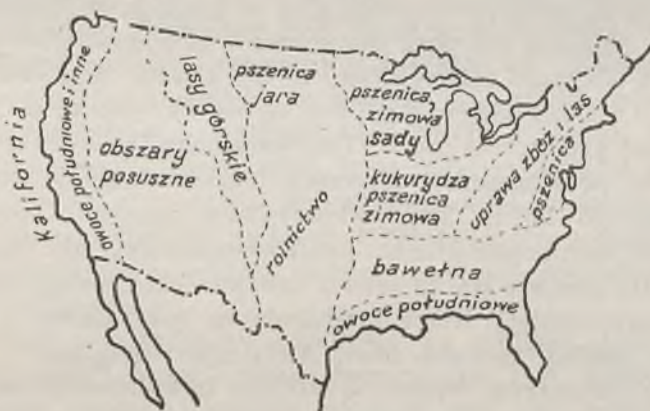 Kalifornia
owoce południowe i inne
obszary
posuszne
lasy górskie
pszenica
jara
rolnictwo
pszenica
zimowa
sady
kukurydza
pszenica
zimowa
uprawa zbóż i las
pszenica
bawełna
owoce południowe